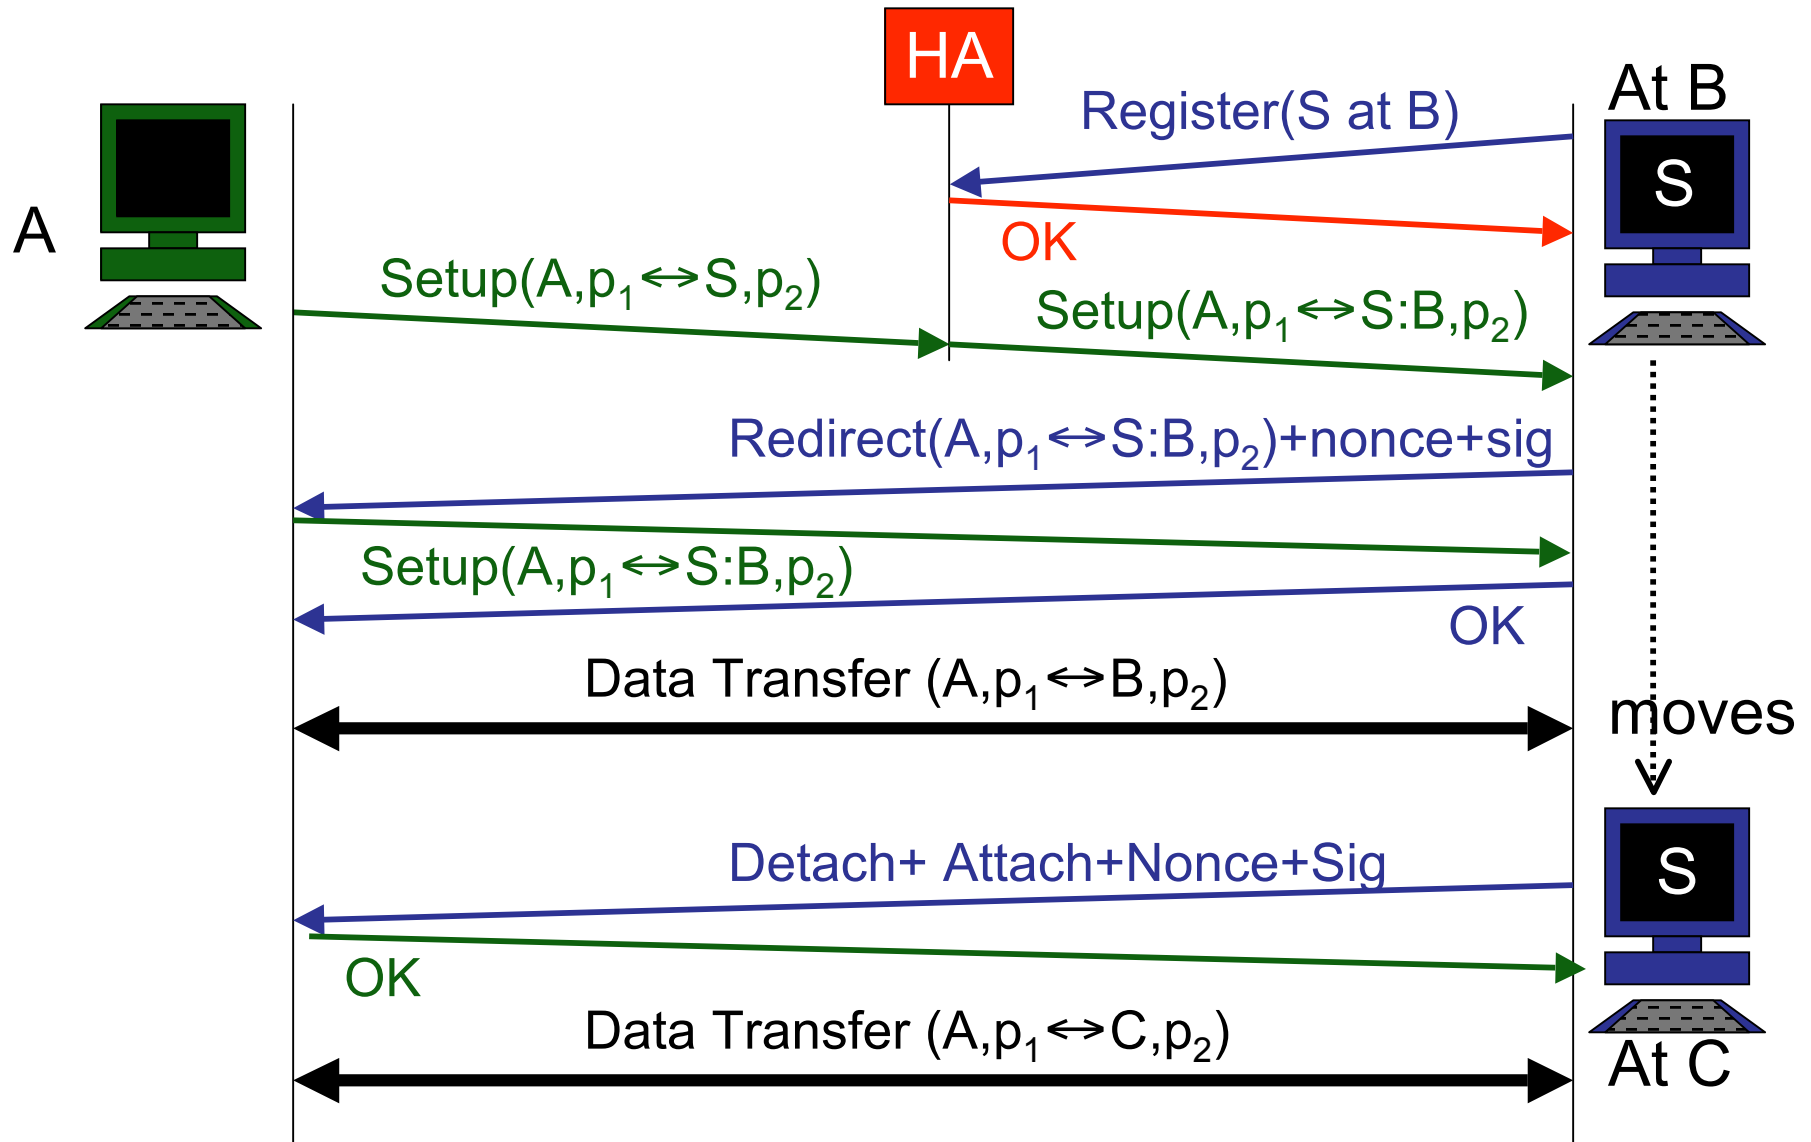 HA
At B
Register(S at B)
S
A
OK
Setup(A,p1↔S,p2)
Setup(A,p1↔S:B,p2)
Redirect(A,p1↔S:B,p2)+nonce+sig
Setup(A,p1↔S:B,p2)
OK
Data Transfer (A,p1↔B,p2)
moves
Detach+ Attach+Nonce+Sig
S
OK
Data Transfer (A,p1↔C,p2)
At C